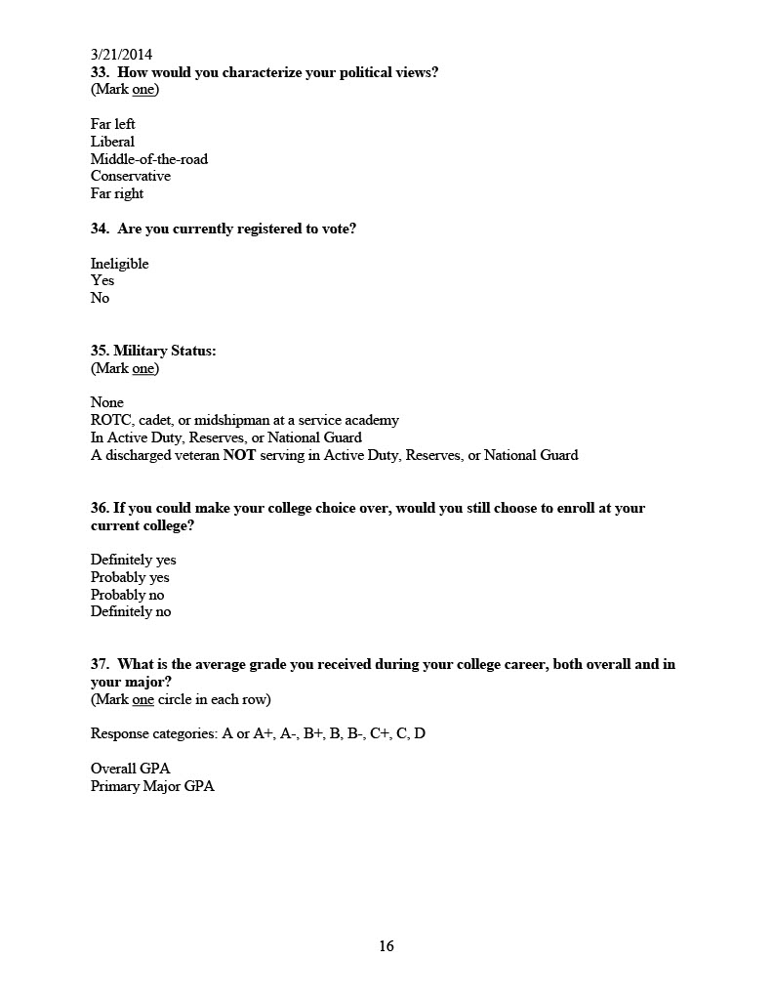 3/21/2014
33.  How would you characterize your political views?
(Mark one)
Far left
Liberal
Middle-of-the-road
Conservative
Far right
34.  Are you currently registered to vote?
Ineligible
Yes
No
35. Military Status:
(Mark one)
None
ROTC, cadet, or midshipman at a service academy
In Active Duty, Reserves, or National Guard
A discharged veteran NOT serving in Active Duty, Reserves, or National Guard
36. If you could make your college choice over, would you still choose to enroll at your
current college?
Definitely yes
Probably yes
Probably no
Definitely no
37.  What is the average grade you received during your college career, both overall and in
your major?
(Mark one circle in each row)
Response categories: A or A+, A-, B+, B, B-, C+, C, D
Overall GPA
Primary Major GPA
16